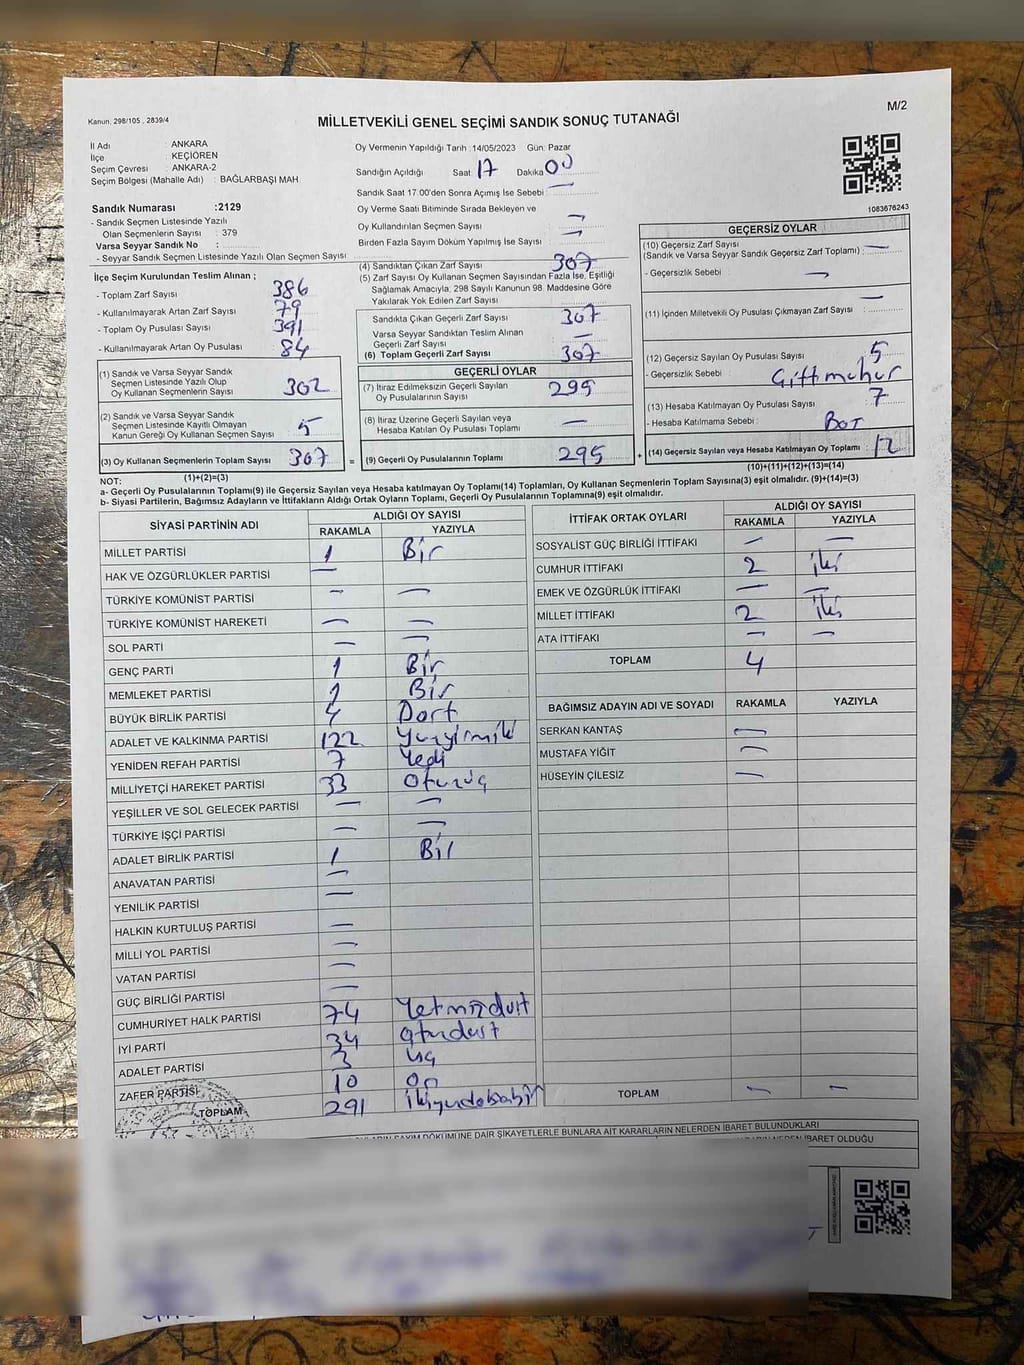 M/2
Kanun. 298/105 , 2839/4
MİLLETVEKİLİ GENEL SEÇİMİ SANDIK SONUÇ TUTANAĞI
İl Adı : ANKARA
İlçe : KEÇİÖREN
Seçim Çevresi : ANKARA-2
Seçim Bölgesi (Mahalle Adı) : BAĞLARBAŞI MAH
Oy Vermenin Yapıldığı Tarih :14/05/2023 Gün: Pazar
Sandığın Açıldığı Saat: 17 Dakika 00
Sandık Saat 17:00'den Sonra Açımış İse Sebebi : —
Sandık Numarası :2129
- Sandık Seçmen Listesinde Yazılı
Olan Seçmenlerin Sayısı : 379
Varsa Seyyar Sandık No :
- Seyyar Sandık Seçmen Listesinde Yazılı Olan Seçmen Sayısı
Oy Verme Saati Bitiminde Sırada Bekleyen ve
Oy Kullandırılan Seçmen Sayısı : —
Birden Fazla Sayım Döküm Yapılmış İse Sayısı : —
1083676243
İlçe Seçim Kurulundan Teslim Alınan ;
- Toplam Zarf Sayısı 386
- Kullanılmayarak Artan Zarf Sayısı 79
- Toplam Oy Pusulası Sayısı 391
- Kullanılmayarak Artan Oy Pusulası 84
(1) Sandık ve Varsa Seyyar Sandık
Seçmen Listesinde Yazılı Olup
Oy Kullanan Seçmenlerin Sayısı 302
(2) Sandık ve Varsa Seyyar Sandık
Seçmen Listesinde Kayıtlı Olmayan
Kanun Gereği Oy Kullanan Seçmen Sayısı 5
(3) Oy Kullanan Seçmenlerin Toplam Sayısı 307
(1)+(2)=(3)
(4) Sandıktan Çıkan Zarf Sayısı 307
(5) Zarf Sayısı Oy Kullanan Seçmen Sayısından Fazla İse, Eşitliği
Sağlamak Amacıyla, 298 Sayılı Kanunun 98. Maddesine Göre
Yakılarak Yok Edilen Zarf Sayısı
Sandıkta Çıkan Geçerli Zarf Sayısı 307
Varsa Seyyar Sandıktan Teslim Alınan
Geçerli Zarf Sayısı —
(6) Toplam Geçerli Zarf Sayısı 307
GEÇERLİ OYLAR
(7) İtiraz Edilmeksizin Geçerli Sayılan
Oy Pusulalarının Sayısı 295
(8) İtiraz Üzerine Geçerli Sayılan veya
Hesaba Katılan Oy Pusulası Toplamı —
= (9) Geçerli Oy Pusulalarının Toplamı 295 +
GEÇERSİZ OYLAR
(10) Geçersiz Zarf Sayısı
(Sandık ve Varsa Seyyar Sandık Geçersiz Zarf Toplamı) : —
- Geçersizlik Sebebi : —
(11) İçinden Milletvekili Oy Pusulası Çıkmayan Zarf Sayısı : —
(12) Geçersiz Sayılan Oy Pusulası Sayısı 5
- Geçersizlik Sebebi : Çiftmühür
(13) Hesaba Katılmayan Oy Pusulası Sayısı 7
- Hesaba Katılmama Sebebi : BOŞ
(14) Geçersiz Sayılan veya Hesaba Katılmayan Oy Toplamı : 12
(10)+(11)+(12)+(13)=(14)
NOT:
a- Geçerli Oy Pusulalarının Toplamı(9) ile Geçersiz Sayılan veya Hesaba katılmayan Oy Toplamı(14) Toplamları, Oy Kullanan Seçmenlerin Toplam Sayısına(3) eşit olmalıdır. (9)+(14)=(3)
b- Siyasi Partilerin, Bağımsız Adayların ve İttifakların Aldığı Ortak Oyların Toplamı, Geçerli Oy Pusulalarının Toplamına(9) eşit olmalıdır.
SİYASİ PARTİNİN ADI ALDIĞI OY SAYISI
RAKAMLA YAZIYLA
MİLLET PARTİSİ 1 Bir
HAK VE ÖZGÜRLÜKLER PARTİSİ —
TÜRKİYE KOMÜNİST PARTİSİ — —
TÜRKİYE KOMÜNİST HAREKETİ — —
SOL PARTİ — —
GENÇ PARTİ 1 Bir
MEMLEKET PARTİSİ 1 Bir
BÜYÜK BİRLİK PARTİSİ 4 Dört
ADALET VE KALKINMA PARTİSİ 122 Yüzyirmiiki
YENİDEN REFAH PARTİSİ 7 Yedi
MİLLİYETÇİ HAREKET PARTİSİ 33 Otuzüç
YEŞİLLER VE SOL GELECEK PARTİSİ — —
TÜRKİYE İŞÇİ PARTİSİ — —
ADALET BİRLİK PARTİSİ 1 Bir
ANAVATAN PARTİSİ —
YENİLİK PARTİSİ —
HALKIN KURTULUŞ PARTİSİ —
MİLLİ YOL PARTİSİ —
VATAN PARTİSİ —
GÜÇ BİRLİĞİ PARTİSİ —
CUMHURİYET HALK PARTİSİ 74 Yetmişdört
İYİ PARTİ 34 otuzdört
ADALET PARTİSİ 3 üç
ZAFER PARTİSİ 10 on
TOPLAM 291 ikiyüzdoksanbir
İTTİFAK ORTAK OYLARI ALDIĞI OY SAYISI
RAKAMLA YAZIYLA
SOSYALİST GÜÇ BİRLİĞİ İTTİFAKI — —
CUMHUR İTTİFAKI 2 iki
EMEK VE ÖZGÜRLÜK İTTİFAKI — —
MİLLET İTTİFAKI 2 iki
ATA İTTİFAKI — —
TOPLAM 4
BAĞIMSIZ ADAYIN ADI VE SOYADI RAKAMLA YAZIYLA
SERKAN KANTAŞ —
MUSTAFA YİĞİT —
HÜSEYİN ÇİLESİZ —
TOPLAM — —
SAYIM DÖKÜMÜNE DAİR ŞİKAYETLERLE BUNLARA AİT KARARLARIN NELERDEN İBARET BULUNDUKLARI
NEDEN İBARET OLDUĞU